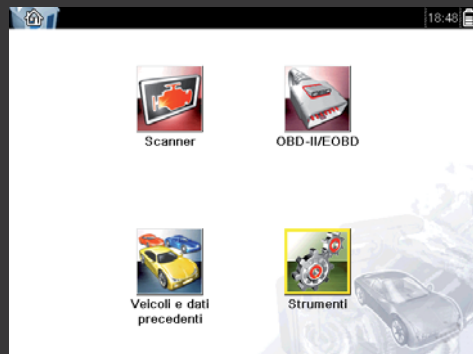 18:48
Scanner
OBD-II/EOBD
Veicoli e dati
precedenti
Strumenti